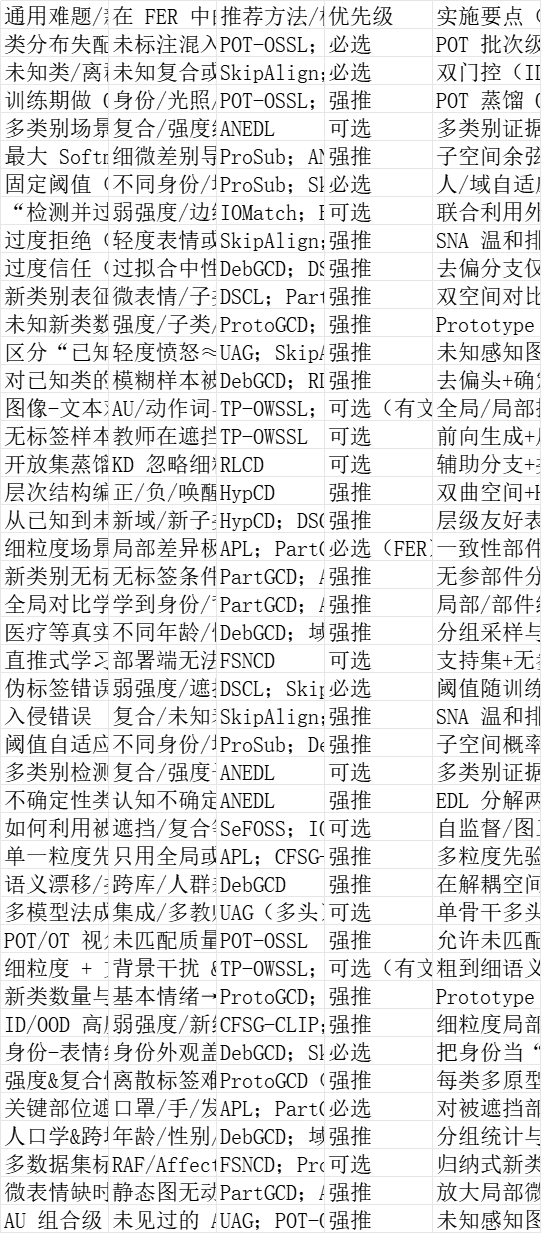 通用难题/ 在 FER 中 推荐方法/ 优先级 实施要点（
类分布失配 未标注混入 POT-OSSL; 必选 POT 批次级
未知类/离 未知复合或 SkipAlign; 必选 双门控（ID
训练期做 身份/光照/ POT-OSSL; 强推 POT 蒸馏
多类别场景 复合/强度 ANEDL 可选 多类别证据
最大 Softm 细微差别导 ProSub; AN 强推 子空间余弦
固定阈值（ 不同身份/ ProSub; Sk 必选 人/域自适应
“检测并过 弱强度/边 IOMatch; 可选 联合利用外
过度拒绝（ 轻度表情或 SkipAlign; 强推 SNA 温和排
过度信任（ 过拟合中性 DebGCD; DS 强推 去偏分支仅
新类别表征 微表情/子 DSCL; Part 强推 双空间对比
未知新类数 强度/子类/ ProtoGCD; 强推 Prototype
区分“已知 轻度愤怒≈ UAG; SkipA 强推 未知感知图
对已知类的 模糊样本被 DebGCD; RL 强推 去偏头+确定
图像-文本 AU/动作词 TP-OWSSL; 可选（有文 全局/局部
无标签样本 教师在遮挡 TP-OWSSL 可选 前向生成+
开放集蒸馏 KD 忽略细 RLCD 可选 辅助分支+
层次结构编 正/负/唤醒 HypCD 强推 双曲空间+
从已知到未 新域/新子 HypCD; DSC 强推 层级友好表
细粒度场景 局部差异极 APL; PartG 必选（FER） 一致性部件
新类别无标 无标签条件 PartGCD; A 强推 无参部件分
全局对比学 学到身份/ PartGCD; A 强推 局部/部件
医疗等真实 不同年龄/ DebGCD; 域 强推 分组采样与
直推式学习 部署端无法 FSNCD 可选 支持集+无
伪标签错误 弱强度/遮 DSCL; Skip 必选 阈值随训练
入侵错误 复合/未知 SkipAlign; 强推 SNA 温和排
阈值自适应 不同身份/ ProSub; De 强推 子空间概率
多类别检测 复合/强度 ANEDL 可选 多类别证据
不确定性类 认知不确定 ANEDL 强推 EDL 分解两
如何利用被 遮挡/复合 SeFOSS; IO 可选 自监督/图
单一粒度先 只用全局或 APL; CFSG- 强推 多粒度先验
语义漂移/ 跨库/人群 DebGCD 强推 在解耦空间
多模型法成 集成/多教 UAG（多头） 可选 单骨干多头
POT/OT 视 未匹配质量 POT-OSSL 强推 允许未匹配
细粒度 + 背景干扰 & TP-OWSSL; 可选（有文 粗到细语义
新类数量与 基本情绪→ ProtoGCD; 强推 Prototype
ID/OOD 高 弱强度/新 CFSG-CLIP; 强推 细粒度局部
身份-表情 身份外观盖 DebGCD; Sk 必选 把身份当“
强度&复合 离散标签难 ProtoGCD（ 强推 每类多原型
关键部位遮 口罩/手/发 APL; PartG 必选 对被遮挡部
人口学&跨 年龄/性别/ DebGCD; 域 强推 分组统计与
多数据集标 RAF/Affect FSNCD; Pro 可选 归纳式新类
微表情缺时 静态图无动 PartGCD; A 强推 放大局部微
AU 组合级 未见过的 A UAG; POT-O 强推 未知感知图